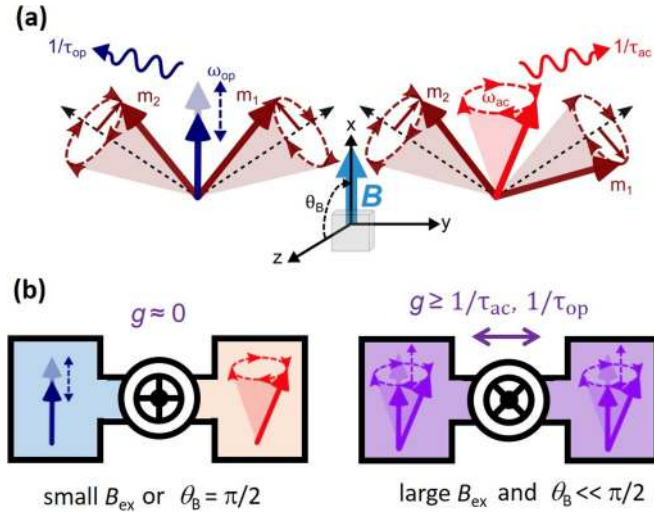 (a)
1/τop
ωop
m2
m1
1/τac
ωac
m2
m1
x
B
θB
y
z
(b)
g ≈ 0
g ≥ 1/τac, 1/τop
small Bex or θB = π/2
large Bex and θB << π/2